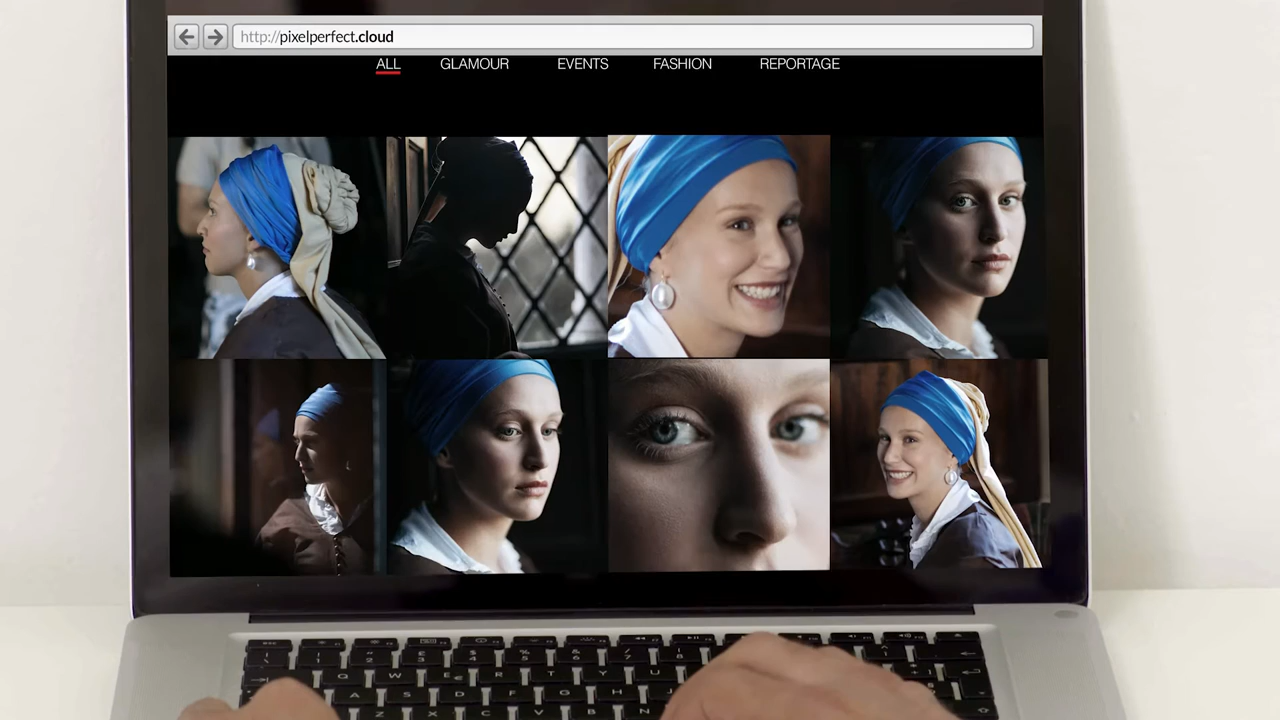 http://pixelperfect.cloud
ALL GLAMOUR EVENTS FASHION REPORTAGE
Q W E € R T Y U
A S D F G H J
Z X C V B N